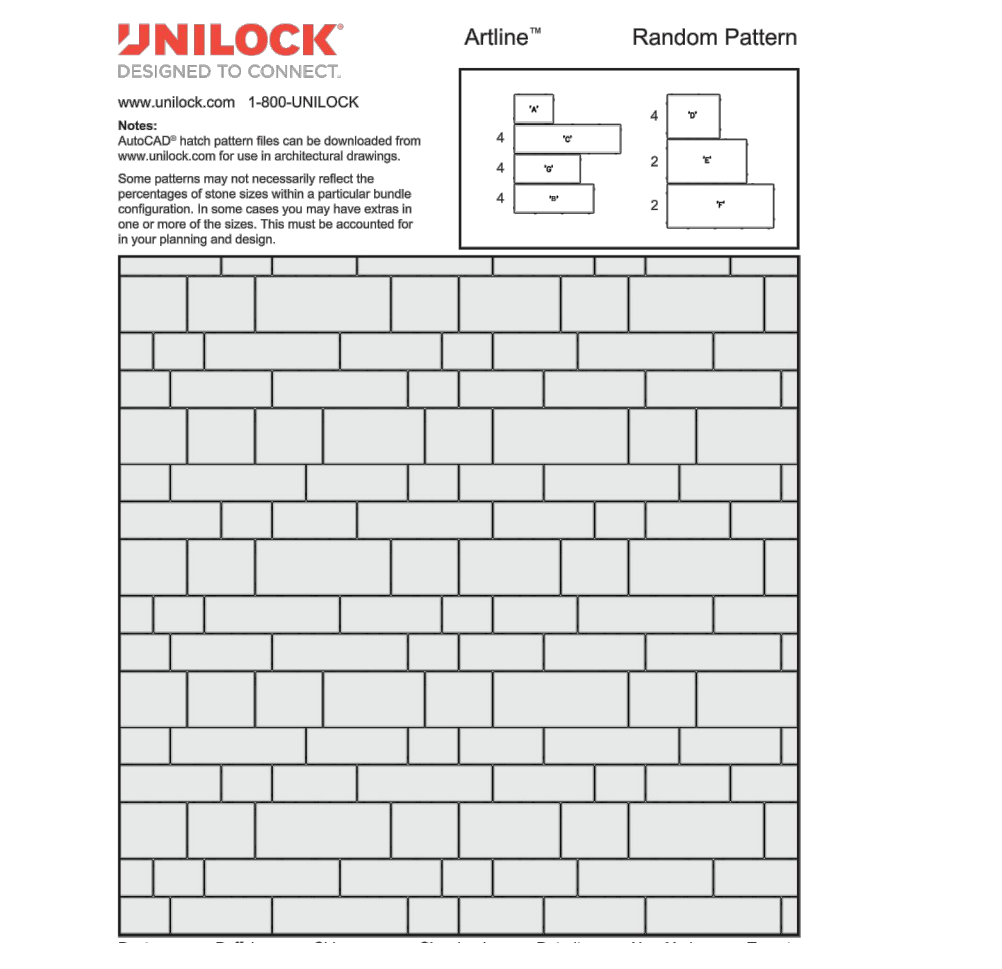 UNILOCK®
DESIGNED TO CONNECT™
Artline™
Random Pattern
www.unilock.com 1-800-UNILOCK
Notes:
AutoCAD® hatch pattern files can be downloaded from
www.unilock.com for use in architectural drawings.
Some patterns may not necessarily reflect the
percentages of stone sizes within a particular bundle
configuration. In some cases you may have extras in
one or more of the sizes. This must be accounted for
in your planning and design.
'A'
4 'C'
4 'G'
4 'B'
4 'D'
2 'E'
2 'F'